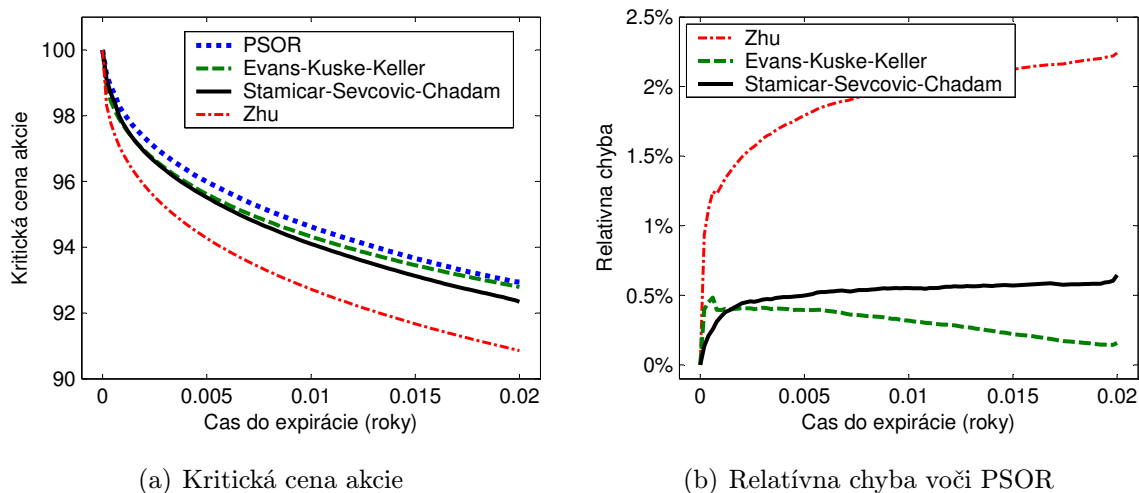 100
98
96
94
92
90
Kritická cena akcie
PSOR
Evans-Kuske-Keller
Stamicar-Sevcovic-Chadam
Zhu
0
0.005
0.01
0.015
0.02
Cas do expirácie (roky)
(a) Kritická cena akcie
2.5%
2%
1.5%
1%
0.5%
0%
Relativna chyba
Zhu
Evans-Kuske-Keller
Stamicar-Sevcovic-Chadam
0
0.005
0.01
0.015
0.02
Cas do expirácie (roky)
(b) Relatívna chyba voči PSOR